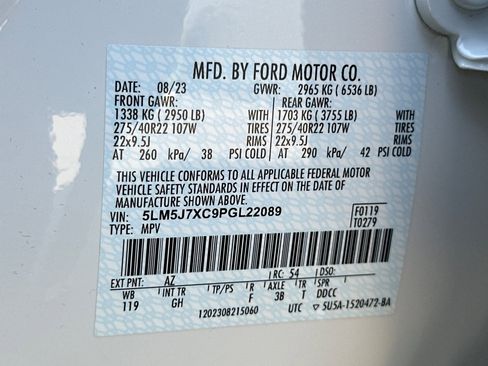 MFD. BY FORD MOTOR CO.
DATE: 08/23 GVWR: 2965 KG ( 6536 LB)
FRONT GAWR: REAR GAWR:
1338 KG ( 2950 LB) WITH 1703 KG ( 3755 LB) WITH
275/40R22 107W TIRES 275/40R22 107W TIRES
22x9.5J RIMS 22x9.5J RIMS
AT 260 kPa/ 38 PSI COLD AT 290 kPa/ 42 PSI COLD
THIS VEHICLE CONFORMS TO ALL APPLICABLE FEDERAL MOTOR
VEHICLE SAFETY STANDARDS IN EFFECT ON THE DATE OF
MANUFACTURE SHOWN ABOVE.
VIN: 5LM5J7XC9PGL22089 F0119
TYPE: MPV T0279
EXT PNT: AZ RC: 54 DSO:
WB INT TR TP/PS R AXLE TR SPR
119 GH F 3B T DDCC
1202308215060 UTC ▽ 5U5A-1520472-BA